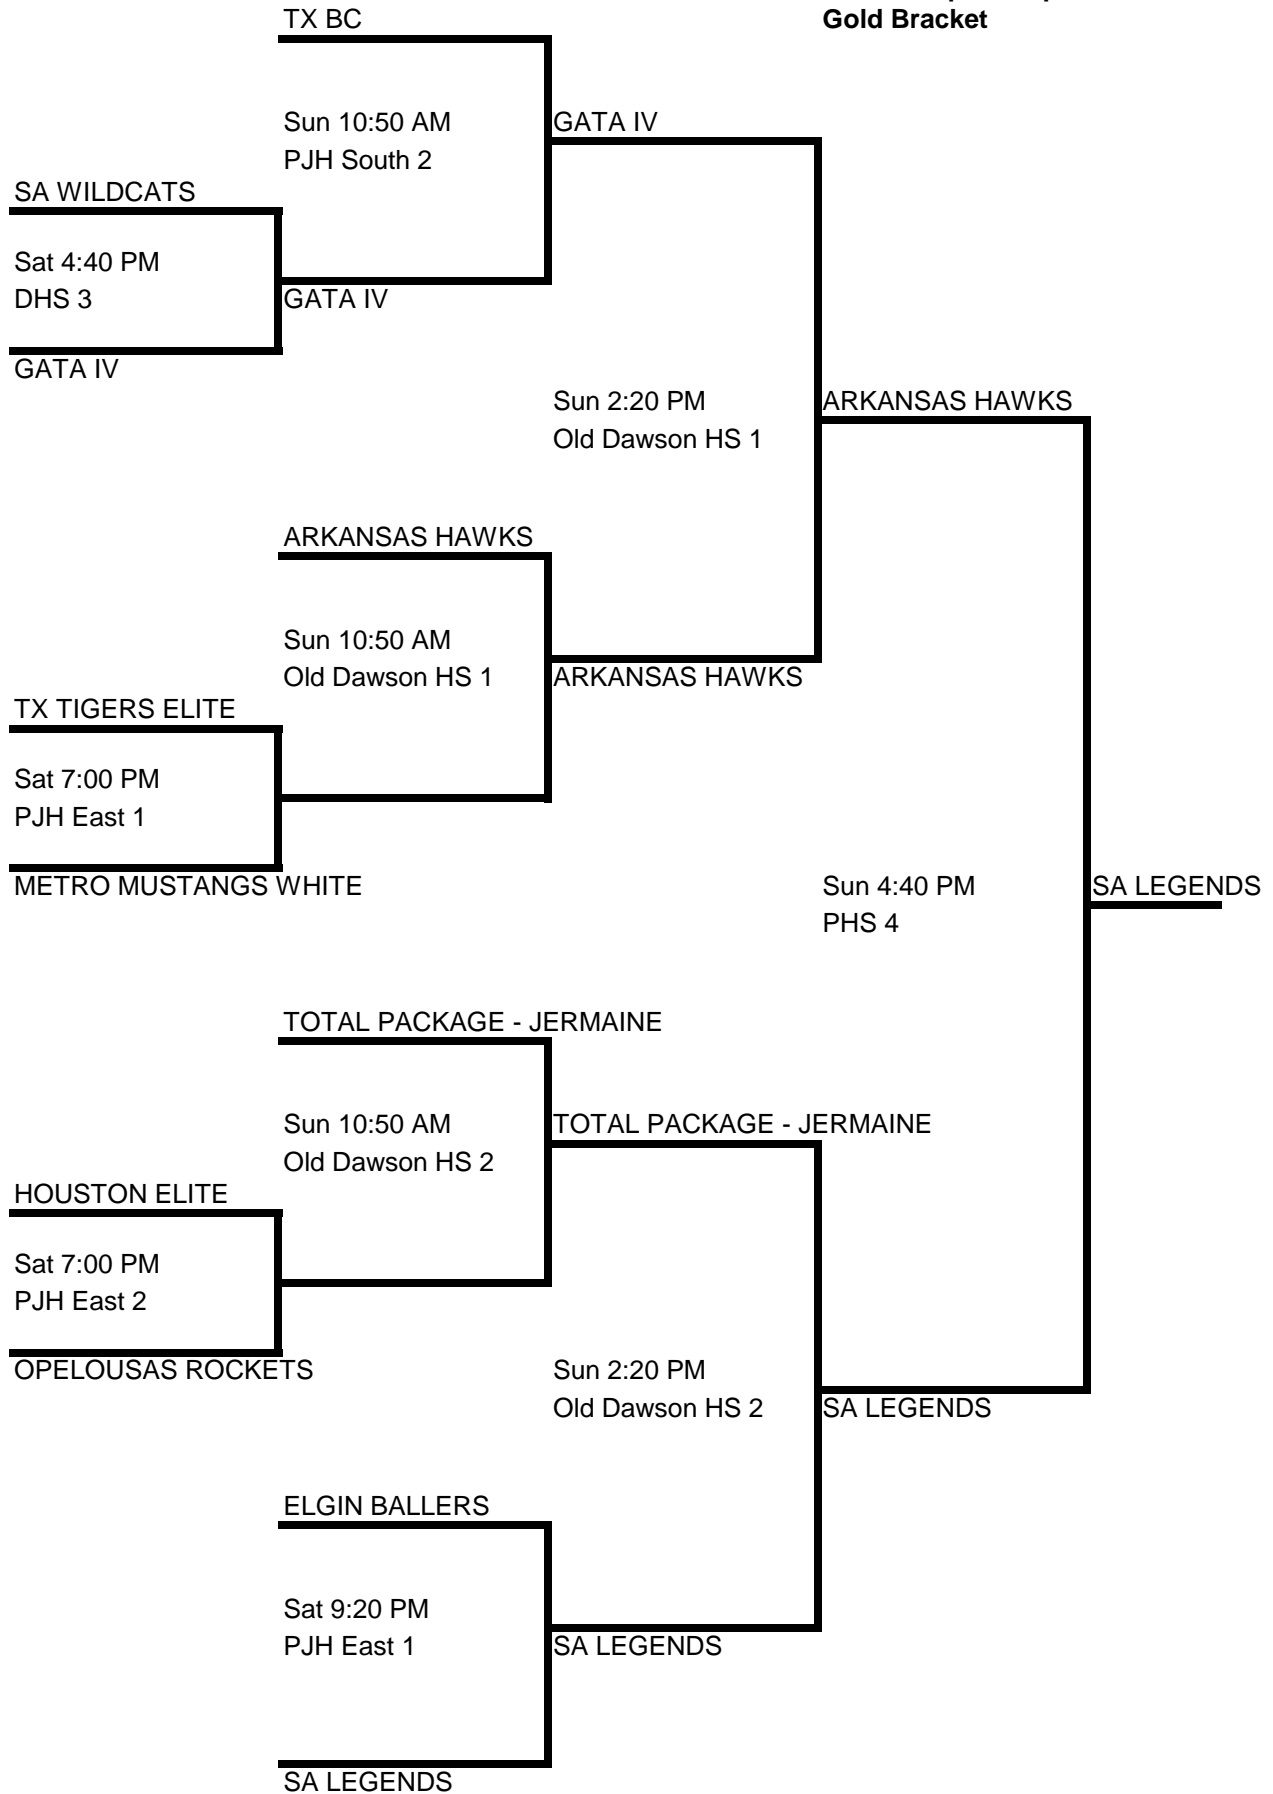 TX BC
Gold Bracket
Sun 10:50 AM
PJH South 2
GATA IV
SA WILDCATS
Sat 4:40 PM
DHS 3
GATA IV
GATA IV
Sun 2:20 PM
Old Dawson HS 1
ARKANSAS HAWKS
ARKANSAS HAWKS
Sun 10:50 AM
Old Dawson HS 1
ARKANSAS HAWKS
TX TIGERS ELITE
Sat 7:00 PM
PJH East 1
METRO MUSTANGS WHITE
Sun 4:40 PM
PHS 4
SA LEGENDS
TOTAL PACKAGE - JERMAINE
Sun 10:50 AM
Old Dawson HS 2
TOTAL PACKAGE - JERMAINE
HOUSTON ELITE
Sat 7:00 PM
PJH East 2
OPELOUSAS ROCKETS
Sun 2:20 PM
Old Dawson HS 2
SA LEGENDS
ELGIN BALLERS
Sat 9:20 PM
PJH East 1
SA LEGENDS
SA LEGENDS